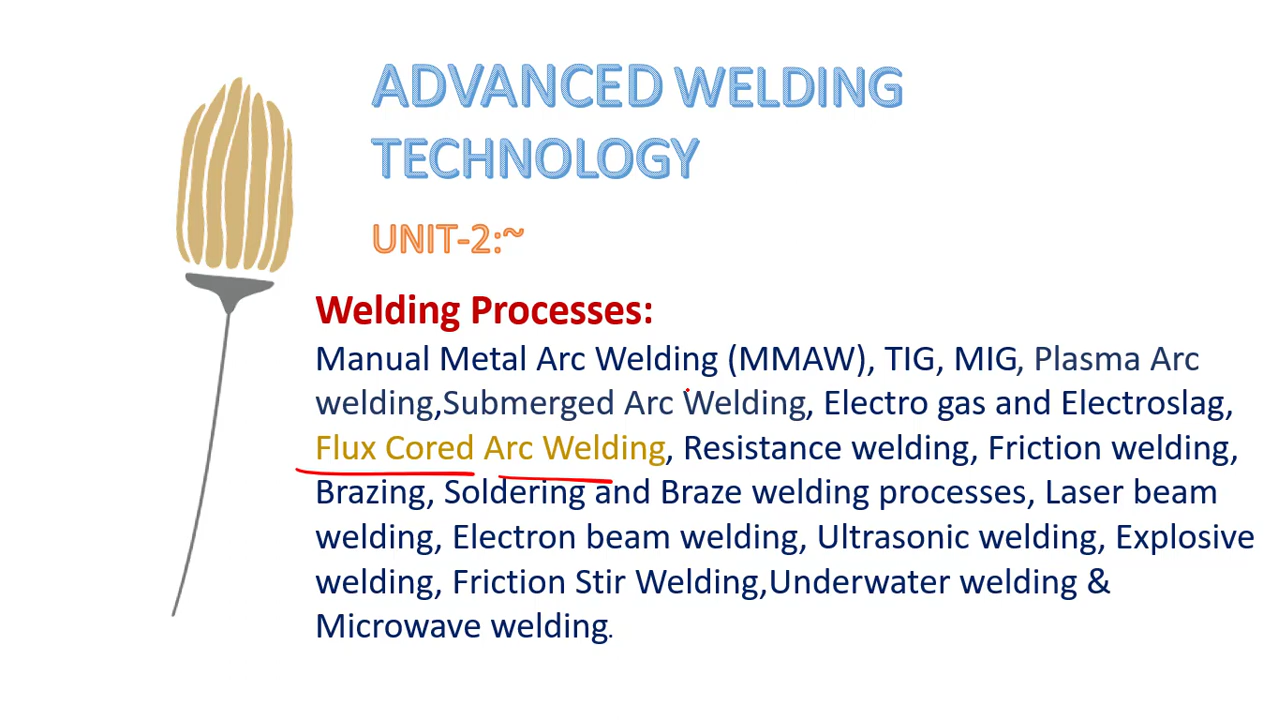 ADVANCED WELDING
TECHNOLOGY
UNIT-2:~
Welding Processes:
Manual Metal Arc Welding (MMAW), TIG, MIG, Plasma Arc
welding,Submerged Arc Welding, Electro gas and Electroslag,
Flux Cored Arc Welding, Resistance welding, Friction welding,
Brazing, Soldering and Braze welding processes, Laser beam
welding, Electron beam welding, Ultrasonic welding, Explosive
welding, Friction Stir Welding,Underwater welding &
Microwave welding.